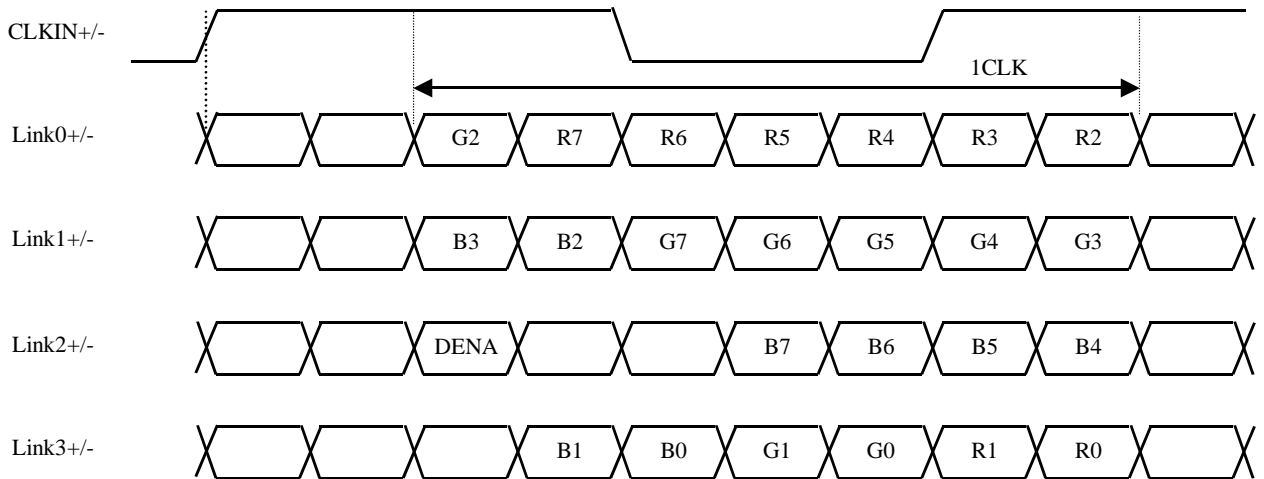 CLKIN+/-
1CLK
Link0+/- G2 R7 R6 R5 R4 R3 R2
Link1+/- B3 B2 G7 G6 G5 G4 G3
Link2+/- DENA B7 B6 B5 B4
Link3+/- B1 B0 G1 G0 R1 R0